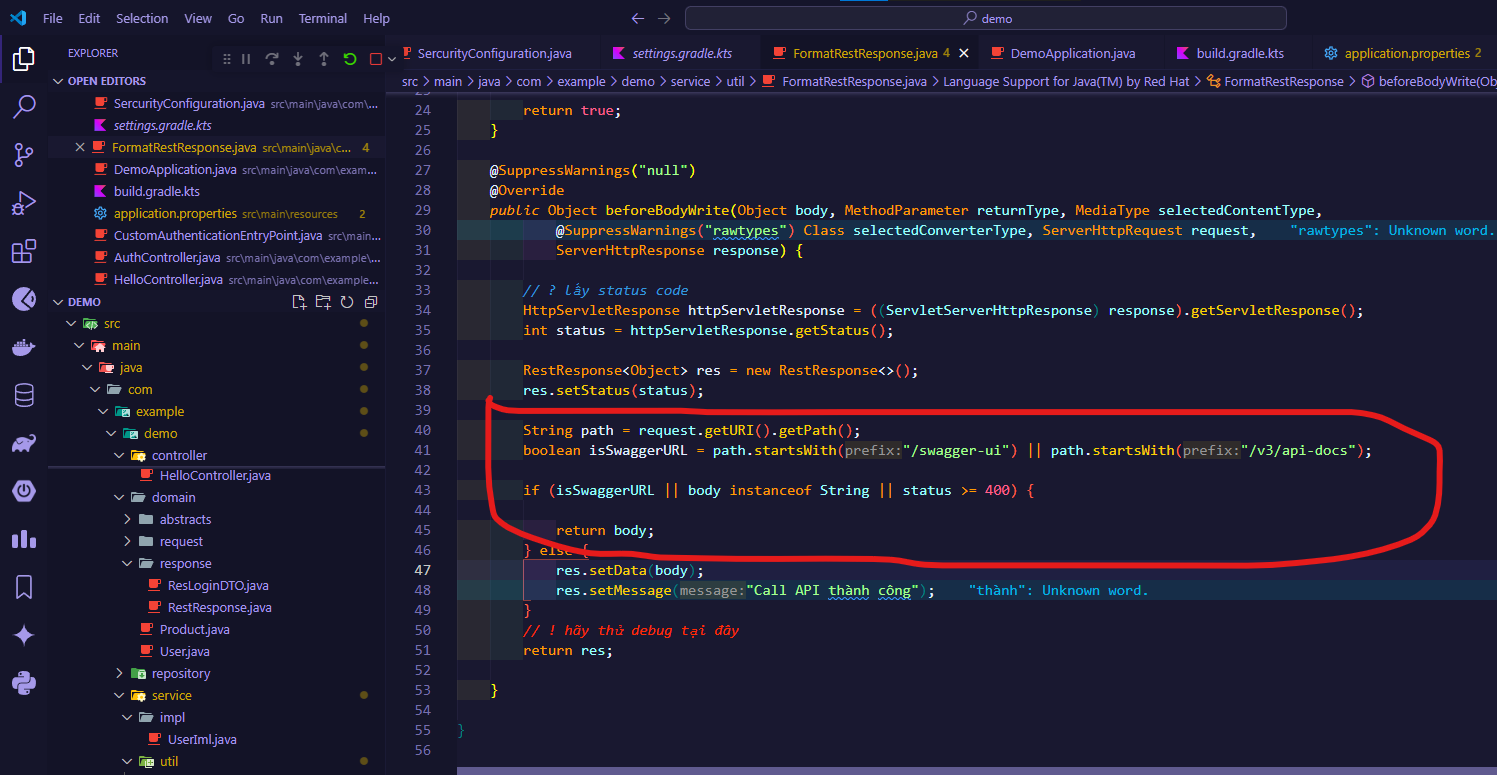 File Edit Selection View Go Run Terminal Help
demo
EXPLORER
SercurityConfiguration.java settings.gradle.kts FormatRestResponse.java 4 DemoApplication.java build.gradle.kts application.properties 2
src > main > java > com > example > demo > service > util > FormatRestResponse.java > Language Support for Java(TM) by Red Hat > FormatRestResponse > beforeBodyWrite(Ob
OPEN EDITORS
SercurityConfiguration.java src\main\java\com\...
settings.gradle.kts
FormatRestResponse.java src\main\java\c... 4
DemoApplication.java src\main\java\com\exam...
build.gradle.kts
application.properties src\main\resources 2
CustomAuthenticationEntryPoint.java src\main...
AuthController.java src\main\java\com\example\...
HelloController.java src\main\java\com\example...
DEMO
src
main
java
com
example
demo
controller
HelloController.java
domain
abstracts
request
response
ResLoginDTO.java
RestResponse.java
Product.java
User.java
repository
service
impl
UserIml.java
util
24 return true;
25 }
26
27 @SuppressWarnings("null")
28 @Override
29 public Object beforeBodyWrite(Object body, MethodParameter returnType, MediaType selectedContentType,
30 @SuppressWarnings("rawtypes") Class selectedConverterType, ServerHttpRequest request, "rawtypes": Unknown word.
31 ServerHttpResponse response) {
32
33 // ? lấy status code
34 HttpServletResponse httpServletResponse = ((ServletServerHttpResponse) response).getServletResponse();
35 int status = httpServletResponse.getStatus();
36
37 RestResponse<Object> res = new RestResponse<>();
38 res.setStatus(status);
39
40 String path = request.getURI().getPath();
41 boolean isSwaggerURL = path.startsWith(prefix:"/swagger-ui") || path.startsWith(prefix:"/v3/api-docs");
42
43 if (isSwaggerURL || body instanceof String || status >= 400) {
44
45 return body;
46 } else {
47 res.setData(body);
48 res.setMessage(message:"Call API thành công"); "thành": Unknown word.
49 }
50 // ! hãy thử debug tại đây
51 return res;
52
53 }
54
55 }
56